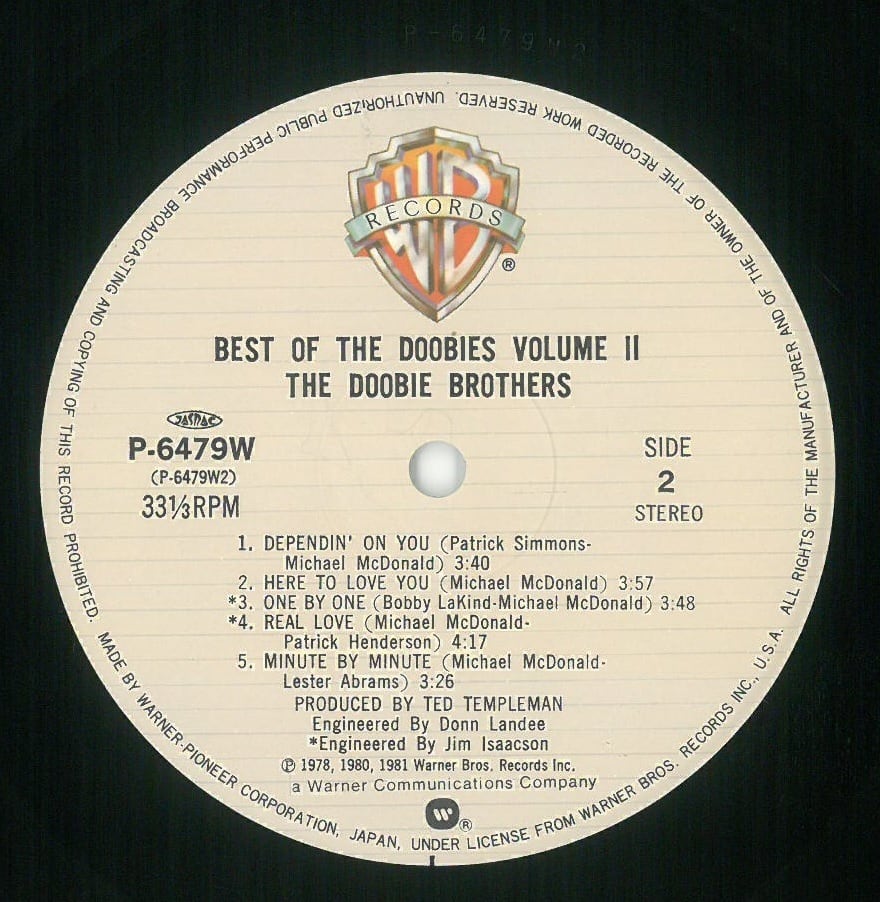 P-6479W2
WB
RECORDS
®
BEST OF THE DOOBIES VOLUME II
THE DOOBIE BROTHERS
JASRAC
P-6479W
(P-6479W2)
33⅓RPM
SIDE
2
STEREO
1. DEPENDIN' ON YOU (Patrick Simmons-
Michael McDonald) 3:40
2. HERE TO LOVE YOU (Michael McDonald) 3:57
*3. ONE BY ONE (Bobby LaKind-Michael McDonald) 3:48
*4. REAL LOVE (Michael McDonald-
Patrick Henderson) 4:17
5. MINUTE BY MINUTE (Michael McDonald-
Lester Abrams) 3:26
PRODUCED BY TED TEMPLEMAN
Engineered By Donn Landee
*Engineered By Jim Isaacson
℗ 1978, 1980, 1981 Warner Bros. Records Inc.
a Warner Communications Company
W®
MADE BY WARNER-PIONEER CORPORATION, JAPAN, UNDER LICENSE FROM WARNER BROS. RECORDS INC., U.S.A. ALL RIGHTS OF THE MANUFACTURER AND OF THE OWNER OF THE RECORDED WORK RESERVED. UNAUTHORIZED PUBLIC PERFORMANCE BROADCASTING AND COPYING OF THIS RECORD PROHIBITED.